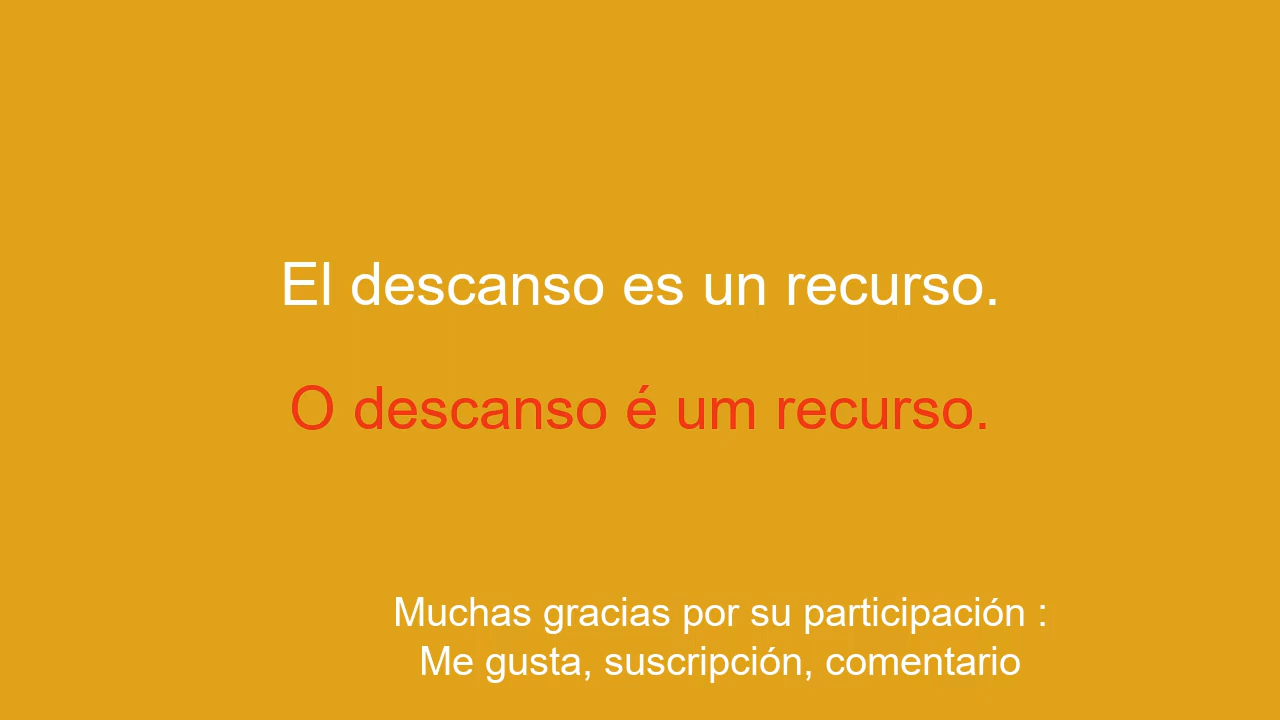 El descanso es un recurso.
O descanso é um recurso.
Muchas gracias por su participación :
Me gusta, suscripción, comentario